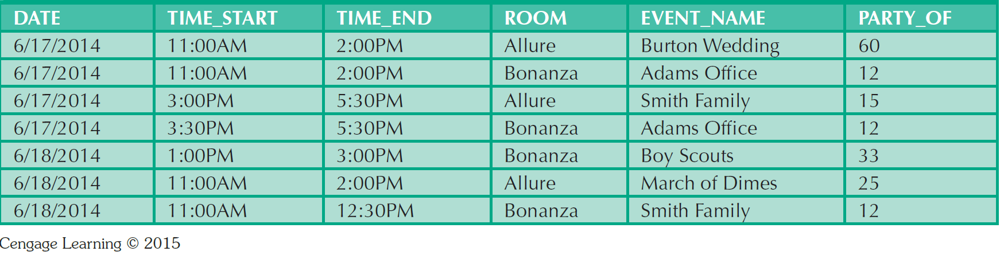 DATE TIME_START TIME_END ROOM EVENT_NAME PARTY_OF
6/17/2014 11:00AM 2:00PM Allure Burton Wedding 60
6/17/2014 11:00AM 2:00PM Bonanza Adams Office 12
6/17/2014 3:00PM 5:30PM Allure Smith Family 15
6/17/2014 3:30PM 5:30PM Bonanza Adams Office 12
6/18/2014 1:00PM 3:00PM Bonanza Boy Scouts 33
6/18/2014 11:00AM 2:00PM Allure March of Dimes 25
6/18/2014 11:00AM 12:30PM Bonanza Smith Family 12
Cengage Learning © 2015